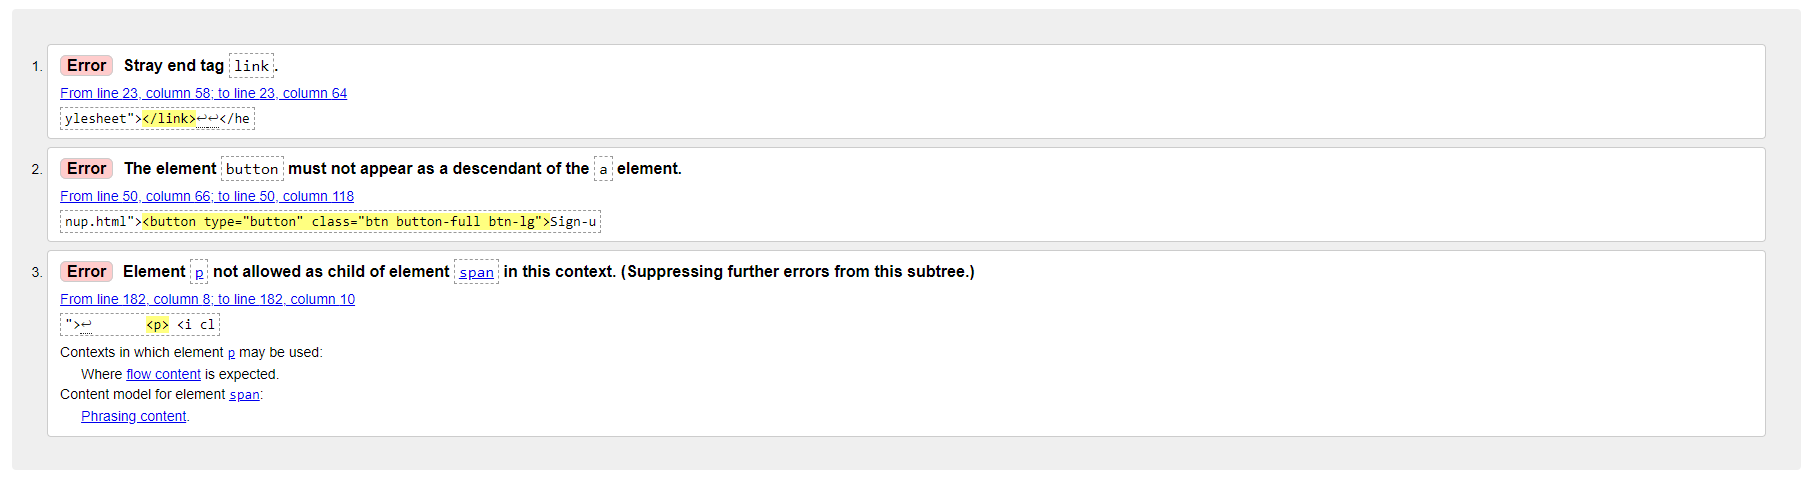 1. Error Stray end tag link.
From line 23, column 58; to line 23, column 64
ylesheet"></link>↩↩</he
2. Error The element button must not appear as a descendant of the a element.
From line 50, column 66; to line 50, column 118
nup.html"><button type="button" class="btn button-full btn-lg">Sign-u
3. Error Element p not allowed as child of element span in this context. (Suppressing further errors from this subtree.)
From line 182, column 8; to line 182, column 10
">↩ <p> <i cl
Contexts in which element p may be used:
Where flow content is expected.
Content model for element span:
Phrasing content.